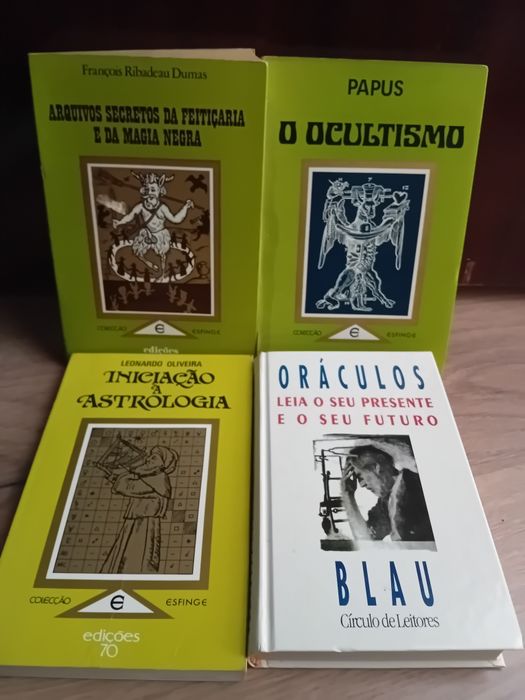 François Ribadeau Dumas
ARQUIVOS SECRETOS DA FEITIÇARIA
E DA MAGIA NEGRA
COLECÇÃO E ESFINGE
edições
PAPUS
O OCULTISMO
COLECÇÃO E ESFINGE
LEONARDO OLIVEIRA
INICIAÇÃO
À
ASTROLOGIA
COLECÇÃO E ESFINGE
edições
70
ORÁCULOS
LEIA O SEU PRESENTE
E O SEU FUTURO
BLAU
Círculo de Leitores